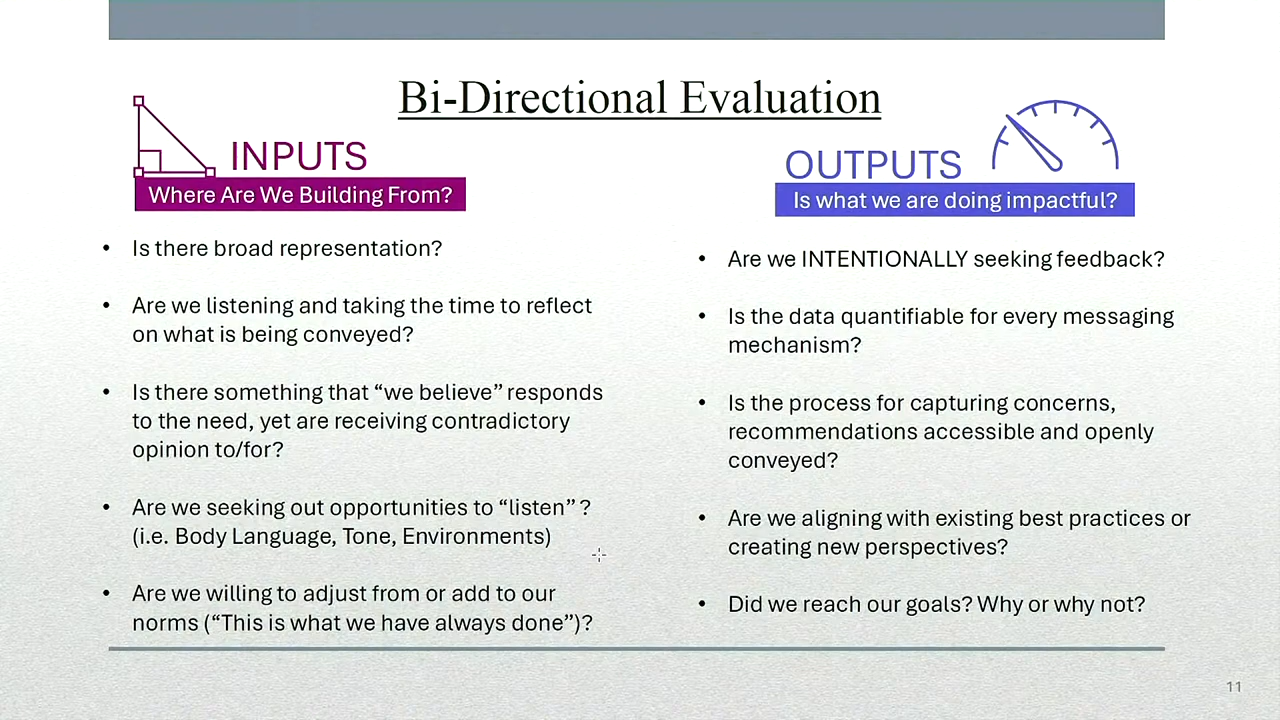 Bi-Directional Evaluation
INPUTS
Where Are We Building From?
• Is there broad representation?
• Are we listening and taking the time to reflect
on what is being conveyed?
• Is there something that “we believe” responds
to the need, yet are receiving contradictory
opinion to/for?
• Are we seeking out opportunities to “listen”?
(i.e. Body Language, Tone, Environments)
• Are we willing to adjust from or add to our
norms (“This is what we have always done”)?
OUTPUTS
Is what we are doing impactful?
• Are we INTENTIONALLY seeking feedback?
• Is the data quantifiable for every messaging
mechanism?
• Is the process for capturing concerns,
recommendations accessible and openly
conveyed?
• Are we aligning with existing best practices or
creating new perspectives?
• Did we reach our goals? Why or why not?
11